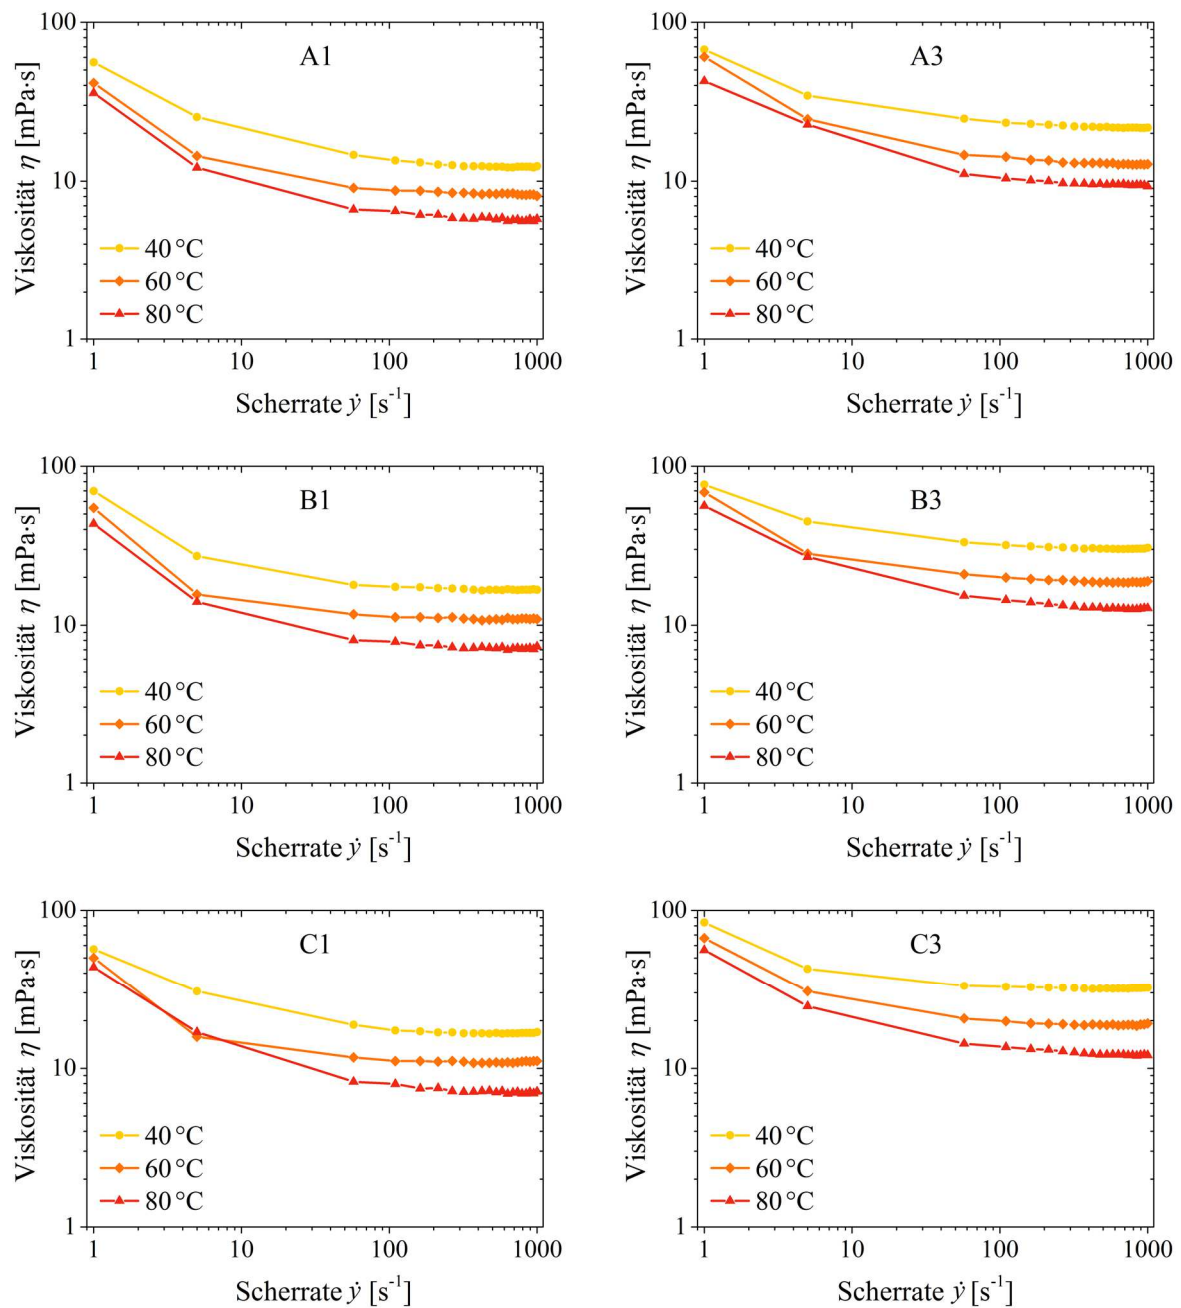 A1
100
10
1
Viskosität η [mPa·s]
40 °C
60 °C
80 °C
1 10 100 1000
Scherrate ẏ [s⁻¹]
A3
100
10
1
Viskosität η [mPa·s]
40 °C
60 °C
80 °C
1 10 100 1000
Scherrate ẏ [s⁻¹]
B1
100
10
1
Viskosität η [mPa·s]
40 °C
60 °C
80 °C
1 10 100 1000
Scherrate ẏ [s⁻¹]
B3
100
10
1
Viskosität η [mPa·s]
40 °C
60 °C
80 °C
1 10 100 1000
Scherrate ẏ [s⁻¹]
C1
100
10
1
Viskosität η [mPa·s]
40 °C
60 °C
80 °C
1 10 100 1000
Scherrate ẏ [s⁻¹]
C3
100
10
1
Viskosität η [mPa·s]
40 °C
60 °C
80 °C
1 10 100 1000
Scherrate ẏ [s⁻¹]